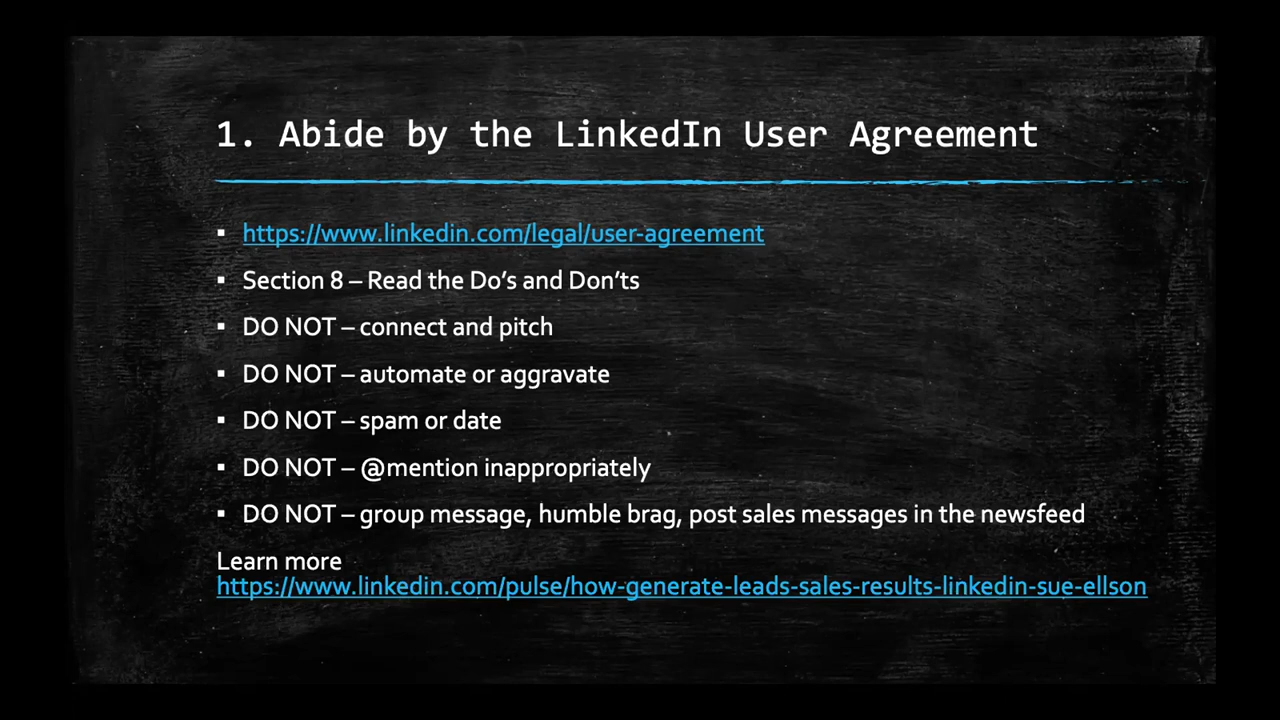 1. Abide by the LinkedIn User Agreement
▪ https://www.linkedin.com/legal/user-agreement
▪ Section 8 – Read the Do’s and Don’ts
▪ DO NOT – connect and pitch
▪ DO NOT – automate or aggravate
▪ DO NOT – spam or date
▪ DO NOT – @mention inappropriately
▪ DO NOT – group message, humble brag, post sales messages in the newsfeed
Learn more
https://www.linkedin.com/pulse/how-generate-leads-sales-results-linkedin-sue-ellson